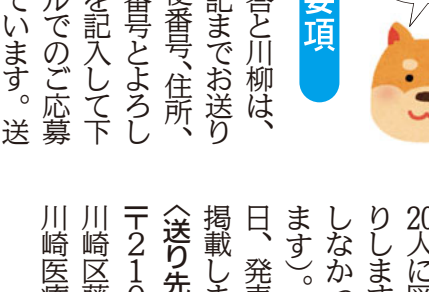 要項
答と川柳は、
記までお送り
便番号、住所、
番号とよろし
を記入して下
ルでのご応募
ています。送
20人に図
りします
しなかっ
ます)。
日、発表
掲載しま
〈送り先
〒210
川崎区藤
川崎医療